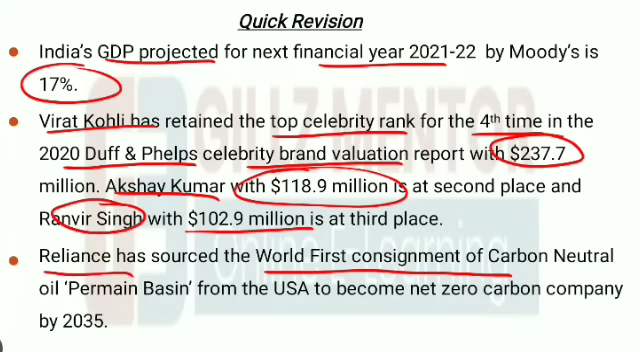 Quick Revision
India's GDP projected for next financial year 2021-22 by Moody's is
17%.
Virat Kohli has retained the top celebrity rank for the 4th time in the
2020 Duff & Phelps celebrity brand valuation report with $237.7
million. Akshay Kumar with $118.9 million is at second place and
Ranvir Singh with $102.9 million is at third place.
Reliance has sourced the World First consignment of Carbon Neutral
oil 'Permain Basin' from the USA to become net zero carbon company
by 2035.
GILLZ MENTOR
Online E-Learning